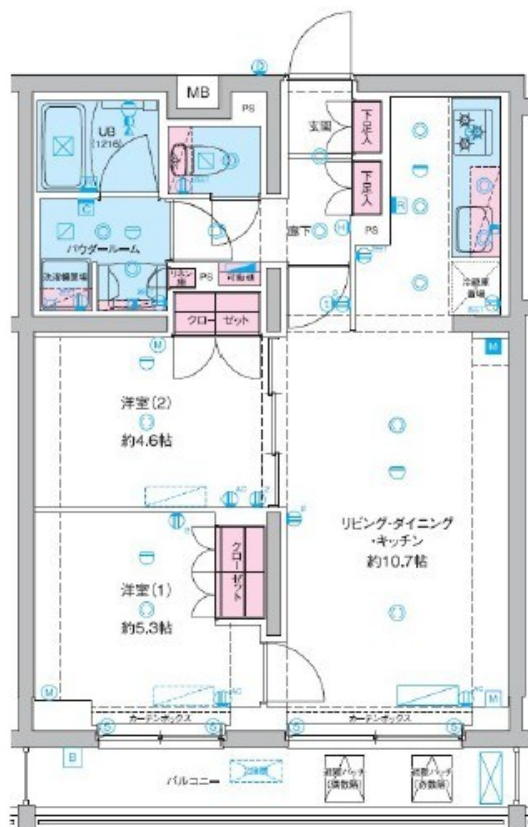 MB
PS
玄関
下足入
UB
(1216)
下足入
廊下
PS
R
H
C
パウダールーム
洗濯機置場
リネン庫
PS
可動棚
冷蔵庫置場
クローゼット
M
M
洋室(2)
約4.6帖
AC
リビング・ダイニング
・キッチン
約10.7帖
クローゼット
洋室(1)
約5.3帖
M
AC
AC
M
カーテンボックス
カーテンボックス
S
S
S
S
B
バルコニー
避難ハッチ
(偶数階)
避難ハッチ
(奇数階)